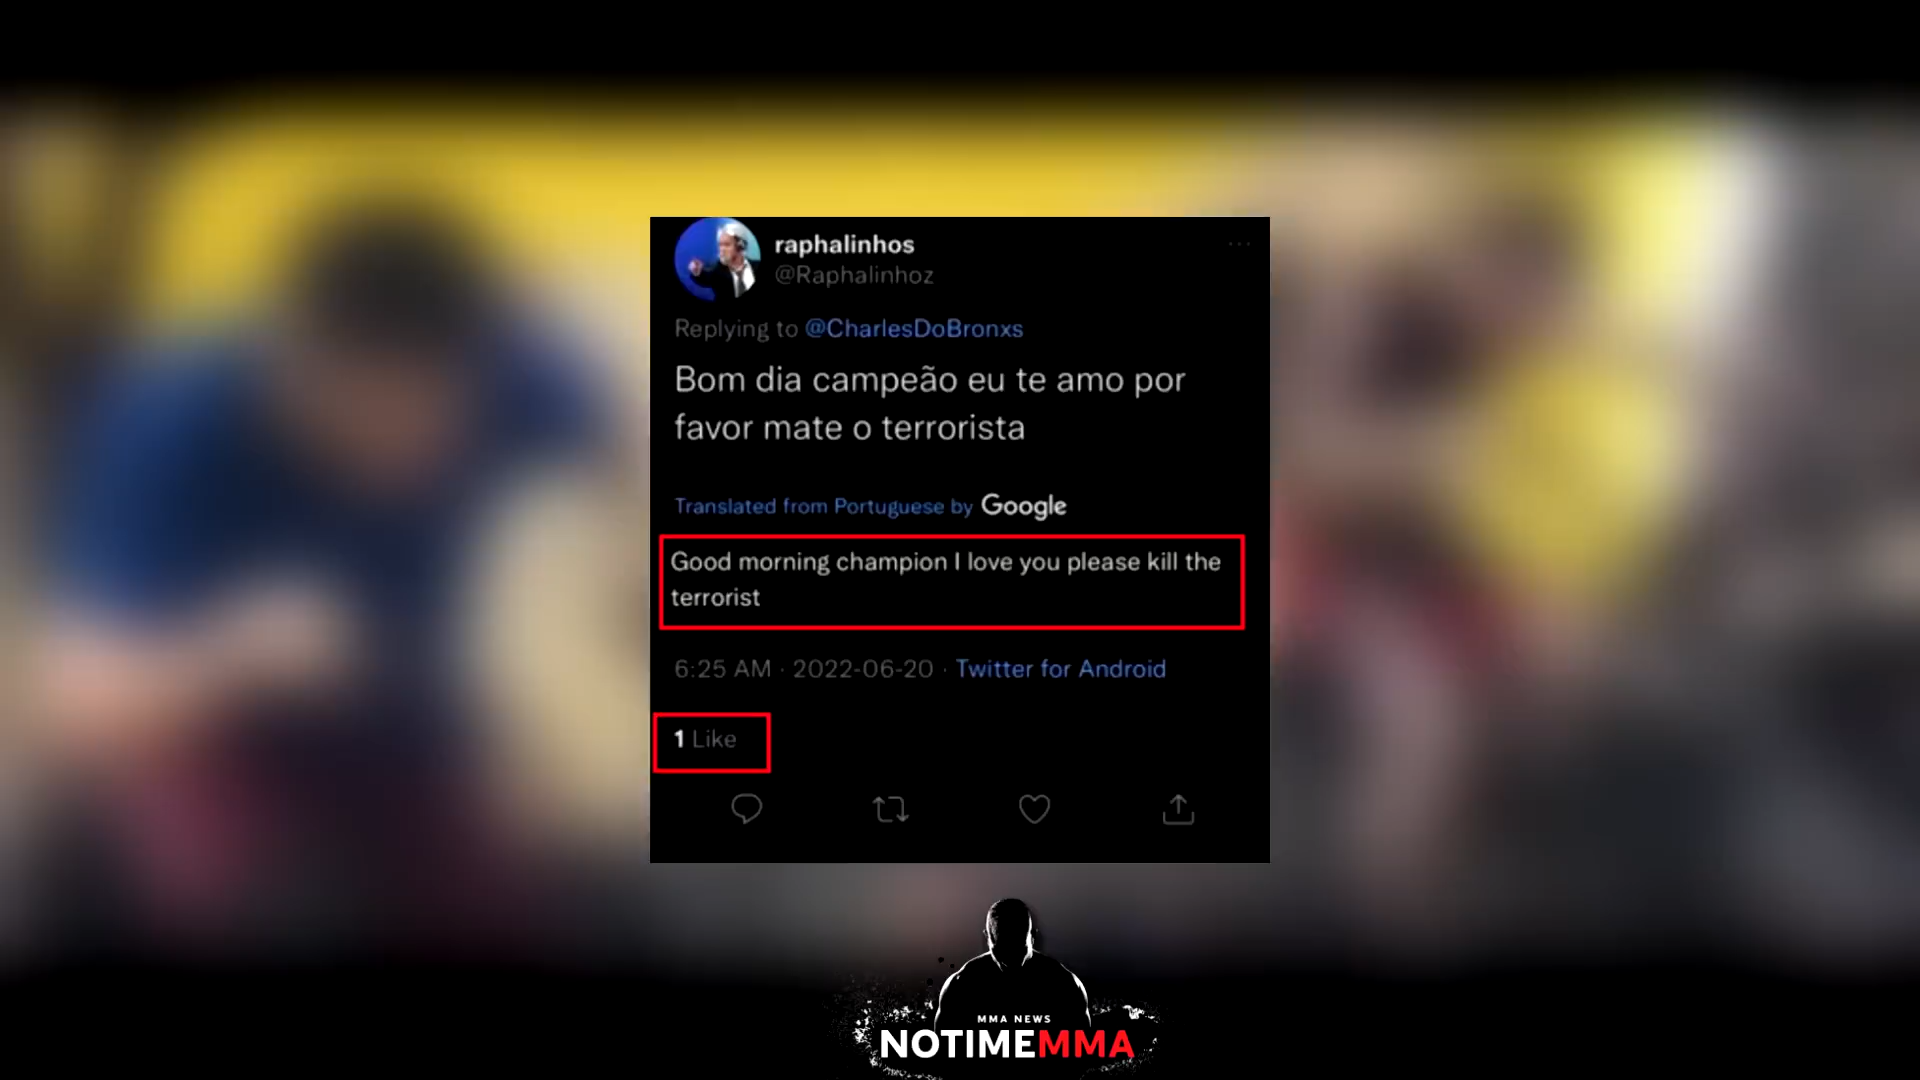 raphalinhos
@Raphalinhoz
Replying to @CharlesDoBronxs
Bom dia campeão eu te amo por
favor mate o terrorista
Translated from Portuguese by Google
Good morning champion I love you please kill the
terrorist
6:25 AM · 2022-06-20 · Twitter for Android
1 Like
MMA NEWS
NOTIMEMMA